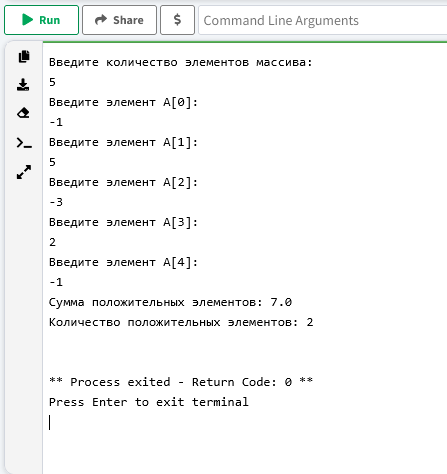 Run Share $ Command Line Arguments
Введите количество элементов массива:
5
Введите элемент A[0]:
-1
Введите элемент A[1]:
5
Введите элемент A[2]:
-3
Введите элемент A[3]:
2
Введите элемент A[4]:
-1
Сумма положительных элементов: 7.0
Количество положительных элементов: 2
** Process exited - Return Code: 0 **
Press Enter to exit terminal